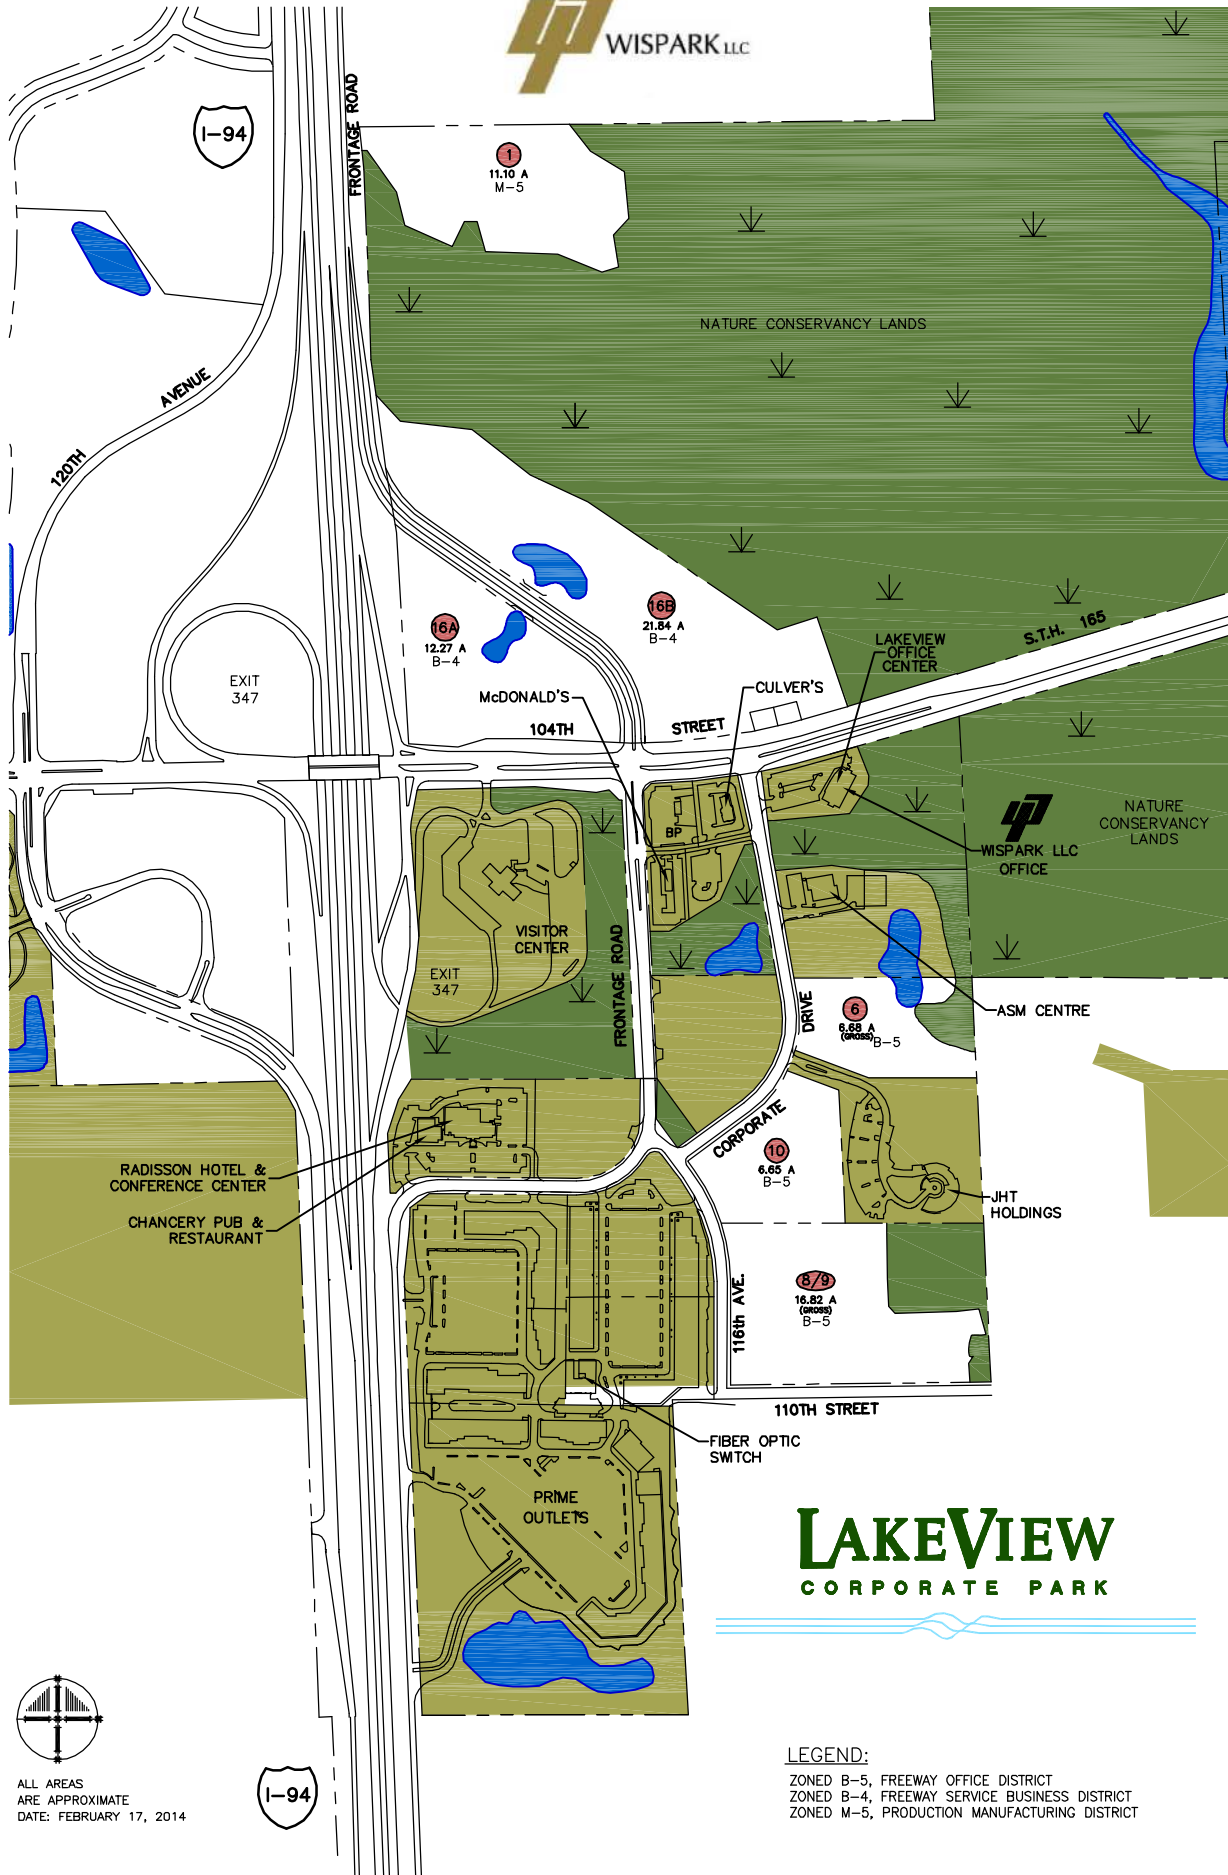 WISPARK LLC
I-94
FRONTAGE ROAD
1
11.10 A
M-5
NATURE CONSERVANCY LANDS
120TH
AVENUE
16A
12.27 A
B-4
16B
21.84 A
B-4
EXIT
347
LAKEVIEW
OFFICE
CENTER
S.T.H. 165
McDONALD'S
CULVER'S
104TH
STREET
BP
NATURE
CONSERVANCY
LANDS
WISPARK LLC
OFFICE
VISITOR
CENTER
EXIT
347
FRONTAGE ROAD
DRIVE
6
6.68 A
(GROSS)
B-5
ASM CENTRE
CORPORATE
10
6.65 A
B-5
RADISSON HOTEL &
CONFERENCE CENTER
CHANCERY PUB &
RESTAURANT
JHT
HOLDINGS
8/9
16.82 A
(GROSS)
B-5
116th AVE.
110TH STREET
FIBER OPTIC
SWITCH
PRIME
OUTLETS
LAKEVIEW
CORPORATE PARK
ALL AREAS
ARE APPROXIMATE
DATE: FEBRUARY 17, 2014
I-94
LEGEND:
ZONED B-5, FREEWAY OFFICE DISTRICT
ZONED B-4, FREEWAY SERVICE BUSINESS DISTRICT
ZONED M-5, PRODUCTION MANUFACTURING DISTRICT